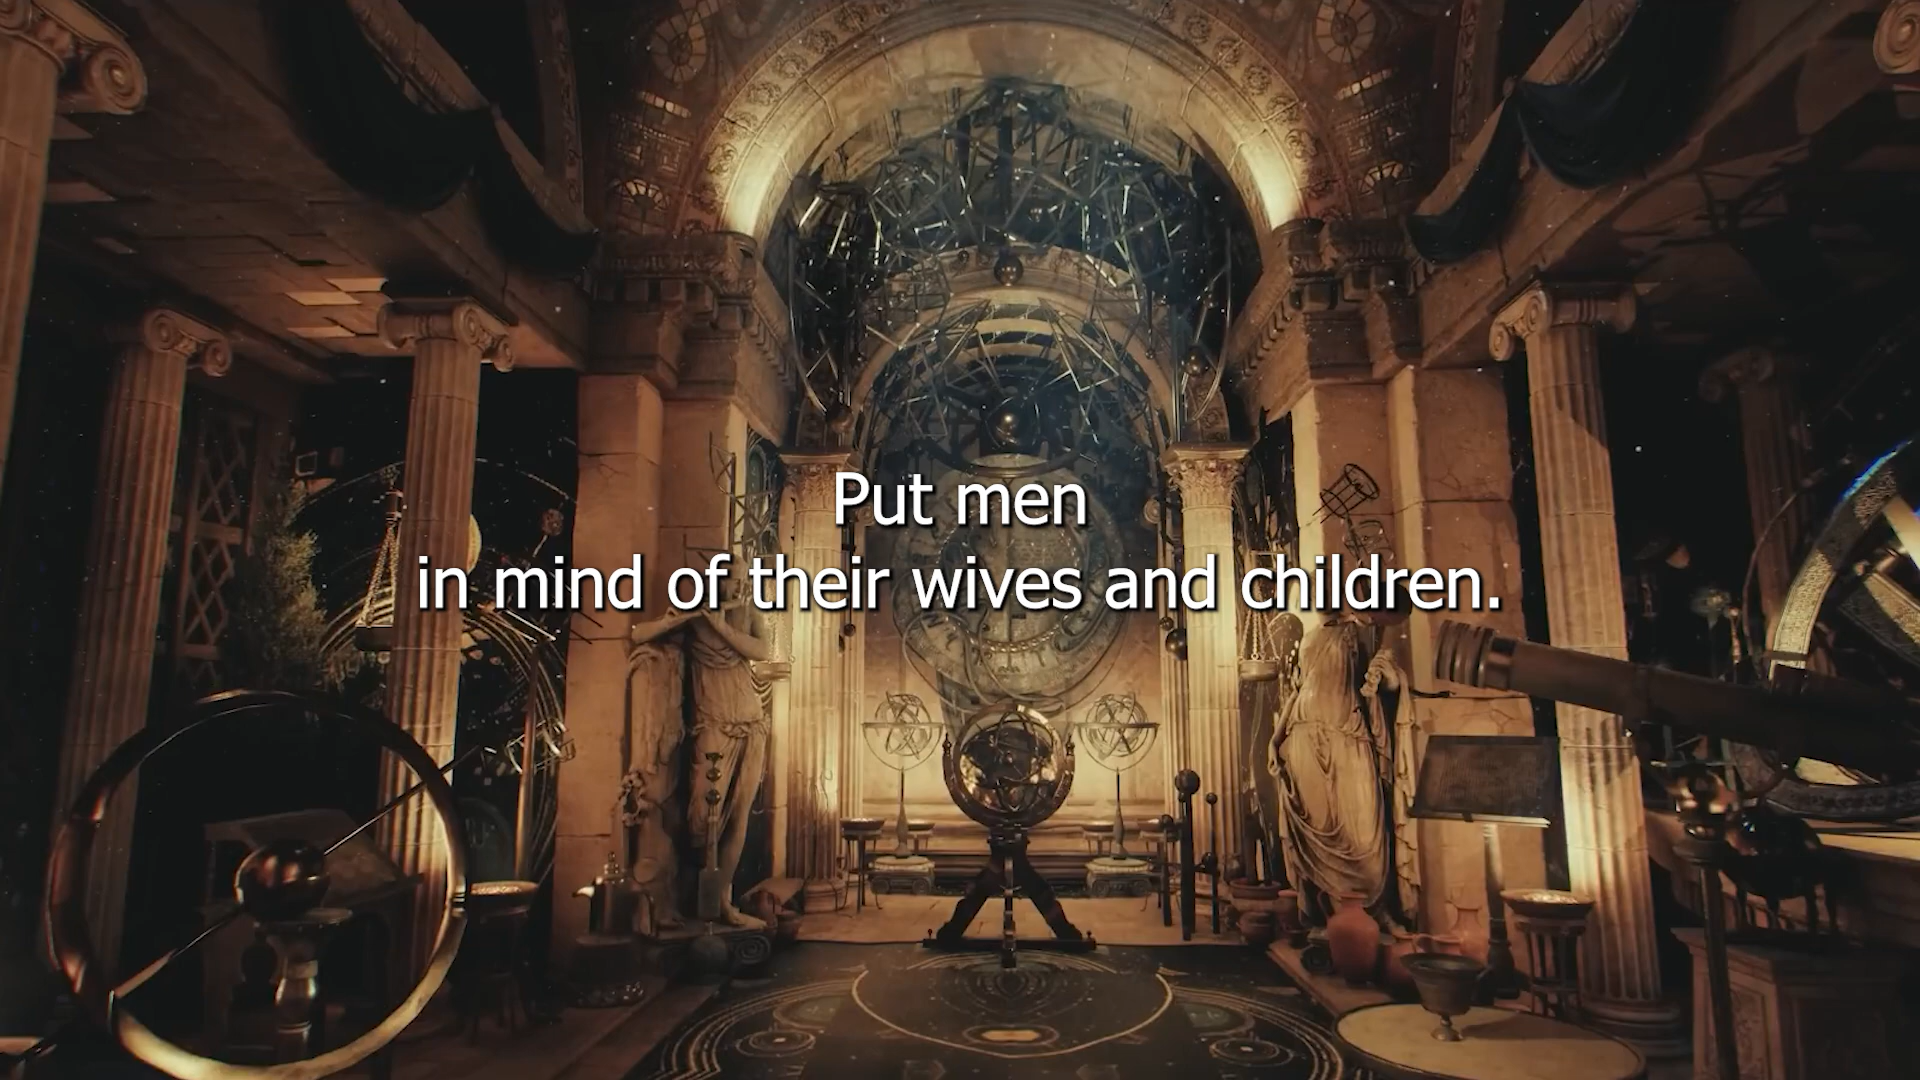 Put men
in mind of their wives and children.